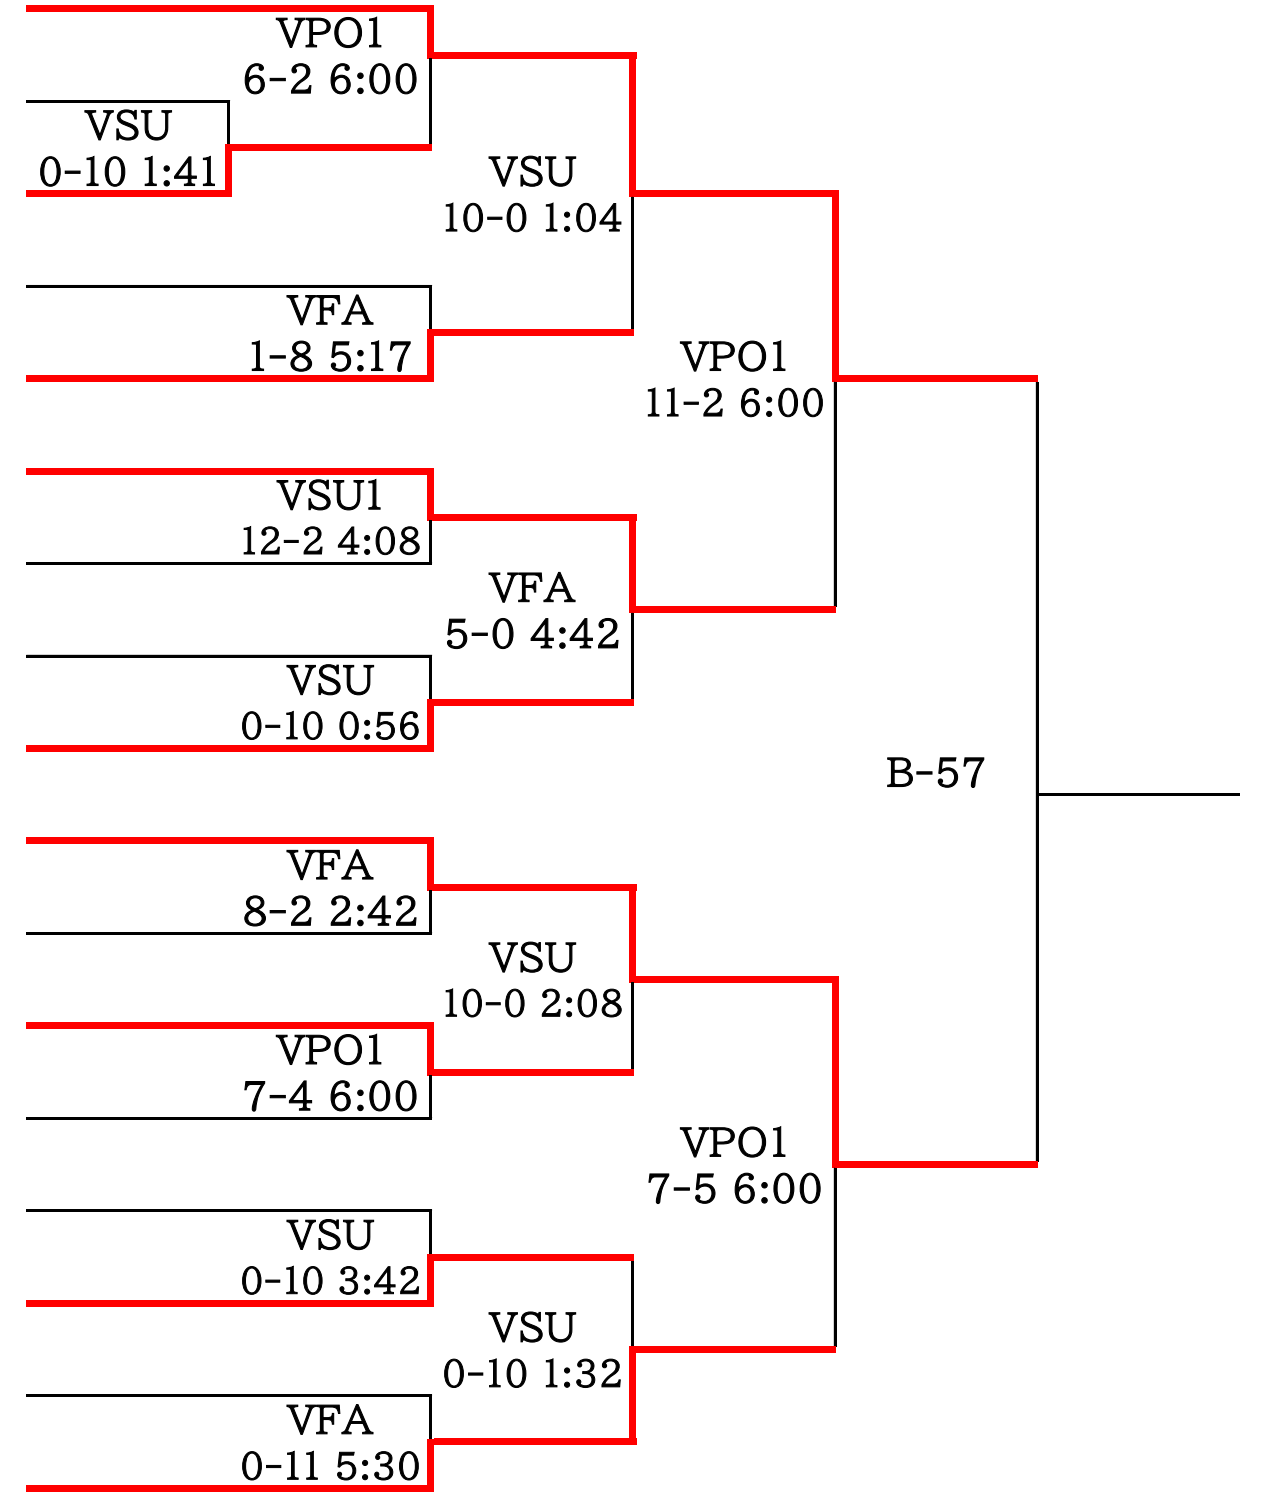 VPO1
6-2 6:00
VSU
0-10 1:41
VSU
10-0 1:04
VFA
1-8 5:17
VPO1
11-2 6:00
VSU1
12-2 4:08
VFA
5-0 4:42
VSU
0-10 0:56
B-57
VFA
8-2 2:42
VSU
10-0 2:08
VPO1
7-4 6:00
VPO1
7-5 6:00
VSU
0-10 3:42
VSU
0-10 1:32
VFA
0-11 5:30